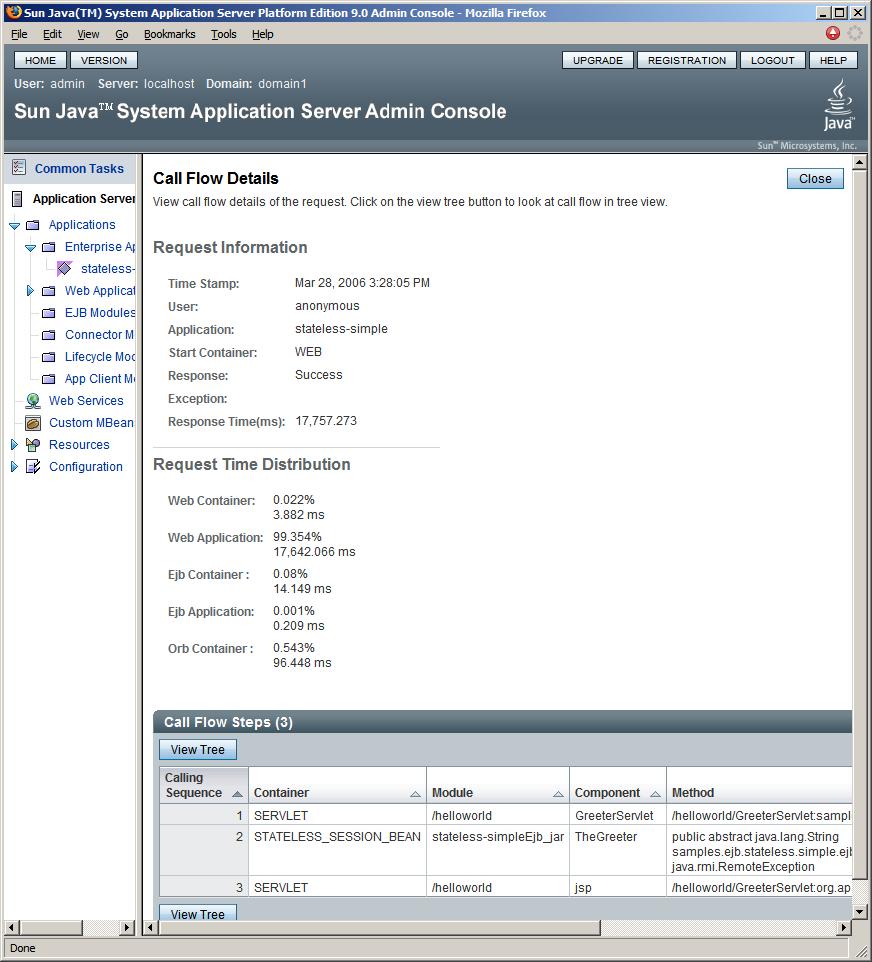 Sun Java(TM) System Application Server Platform Edition 9.0 Admin Console - Mozilla Firefox
File Edit View Go Bookmarks Tools Help
HOME VERSION UPGRADE REGISTRATION LOGOUT HELP
User: admin Server: localhost Domain: domain1
Sun Java™ System Application Server Admin Console
Java™
Sun™ Microsystems, Inc.
Common Tasks
Application Server
Applications
Enterprise Ap
stateless-
Web Applicat
EJB Modules
Connector M
Lifecycle Moc
App Client Mo
Web Services
Custom MBean
Resources
Configuration
Call Flow Details
Close
View call flow details of the request. Click on the view tree button to look at call flow in tree view.
Request Information
Time Stamp: Mar 28, 2006 3:28:05 PM
User: anonymous
Application: stateless-simple
Start Container: WEB
Response: Success
Exception:
Response Time(ms): 17,757.273
Request Time Distribution
Web Container: 0.022%
3.882 ms
Web Application: 99.354%
17,642.066 ms
Ejb Container : 0.08%
14.149 ms
Ejb Application: 0.001%
0.209 ms
Orb Container : 0.543%
96.448 ms
Call Flow Steps (3)
View Tree
Calling Sequence Container Module Component Method
1 SERVLET /helloworld GreeterServlet /helloworld/GreeterServlet:sampl
2 STATELESS_SESSION_BEAN stateless-simpleEjb_jar TheGreeter public abstract java.lang.String
samples.ejb.stateless.simple.ejb
java.rmi.RemoteException
3 SERVLET /helloworld jsp /helloworld/GreeterServlet:org.ap
View Tree
Done